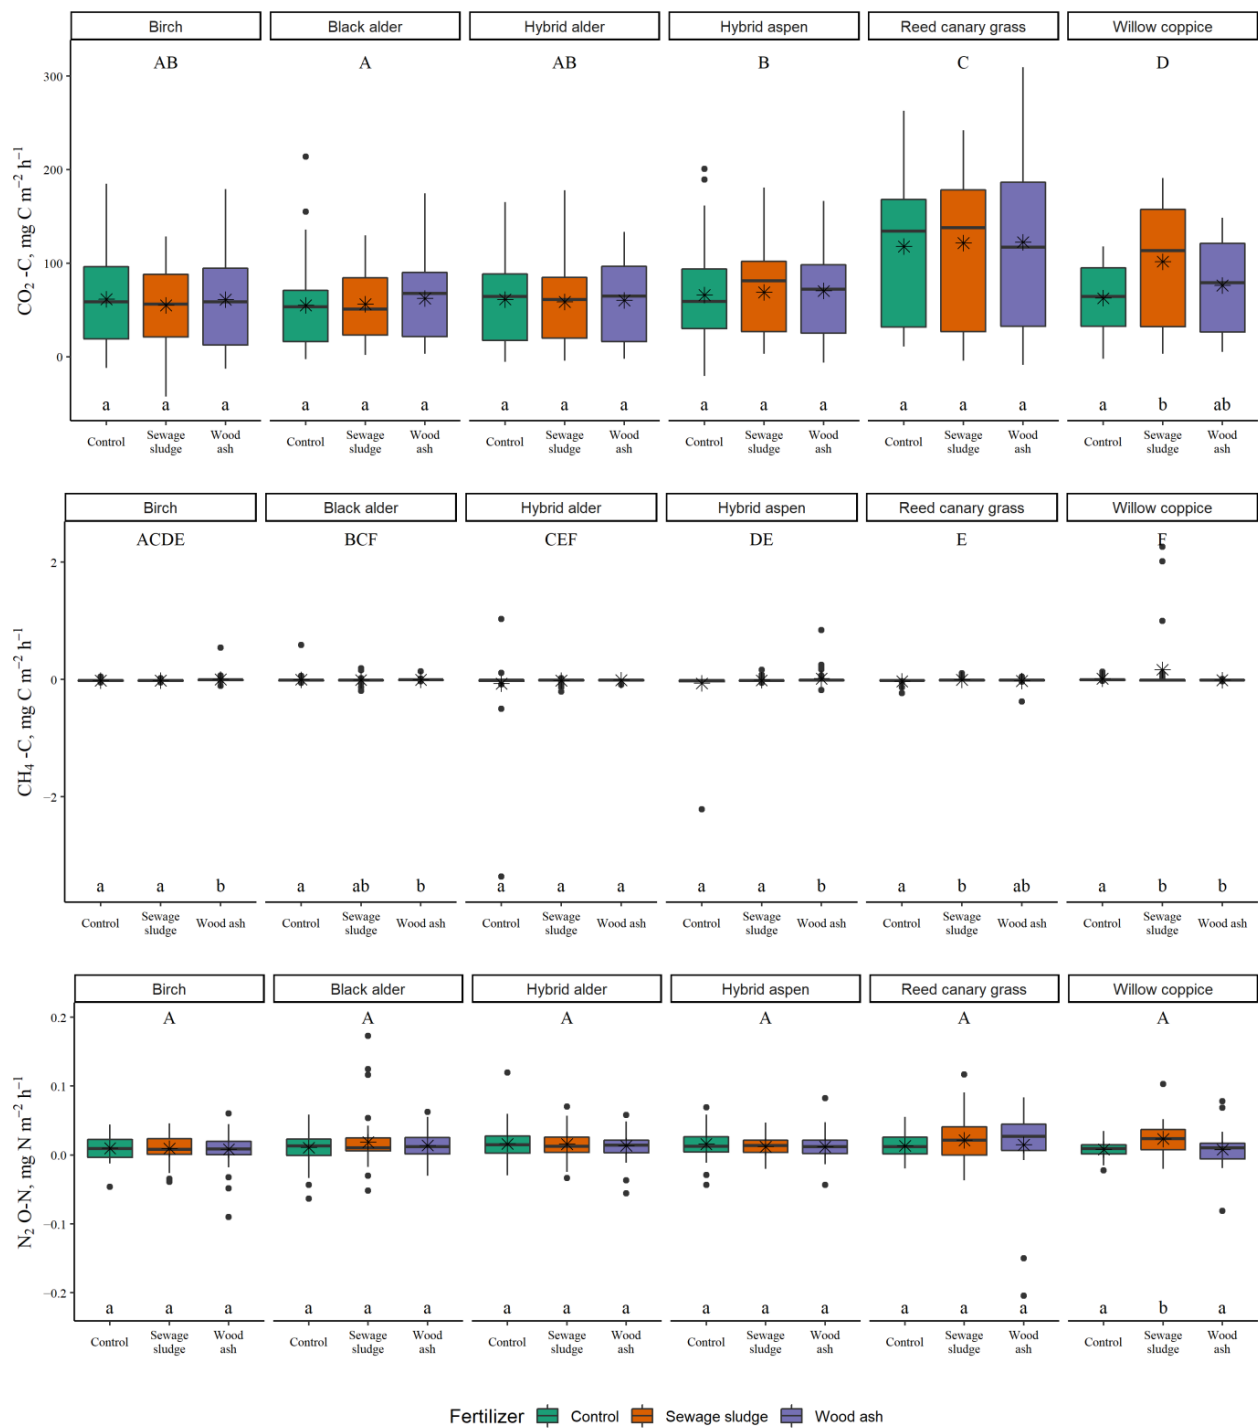 Birch Black alder Hybrid alder Hybrid aspen Reed canary grass Willow coppice
AB A AB B C D
CO₂ -C, mg C m⁻² h⁻¹
300
200
100
0
a a a a a a a a a a a a a a a a b ab
Control Sewage sludge Wood ash Control Sewage sludge Wood ash Control Sewage sludge Wood ash Control Sewage sludge Wood ash Control Sewage sludge Wood ash Control Sewage sludge Wood ash
Birch Black alder Hybrid alder Hybrid aspen Reed canary grass Willow coppice
ACDE BCF CEF DE E F
CH₄ -C, mg C m⁻² h⁻¹
2
0
−2
a a b a ab b a a a a a b a b ab a b b
Control Sewage sludge Wood ash Control Sewage sludge Wood ash Control Sewage sludge Wood ash Control Sewage sludge Wood ash Control Sewage sludge Wood ash Control Sewage sludge Wood ash
Birch Black alder Hybrid alder Hybrid aspen Reed canary grass Willow coppice
A A A A A A
N₂ O-N, mg N m⁻² h⁻¹
0.2
0.1
0.0
−0.1
−0.2
a a a a a a a a a a a a a a a a b a
Control Sewage sludge Wood ash Control Sewage sludge Wood ash Control Sewage sludge Wood ash Control Sewage sludge Wood ash Control Sewage sludge Wood ash Control Sewage sludge Wood ash
Fertilizer Control Sewage sludge Wood ash